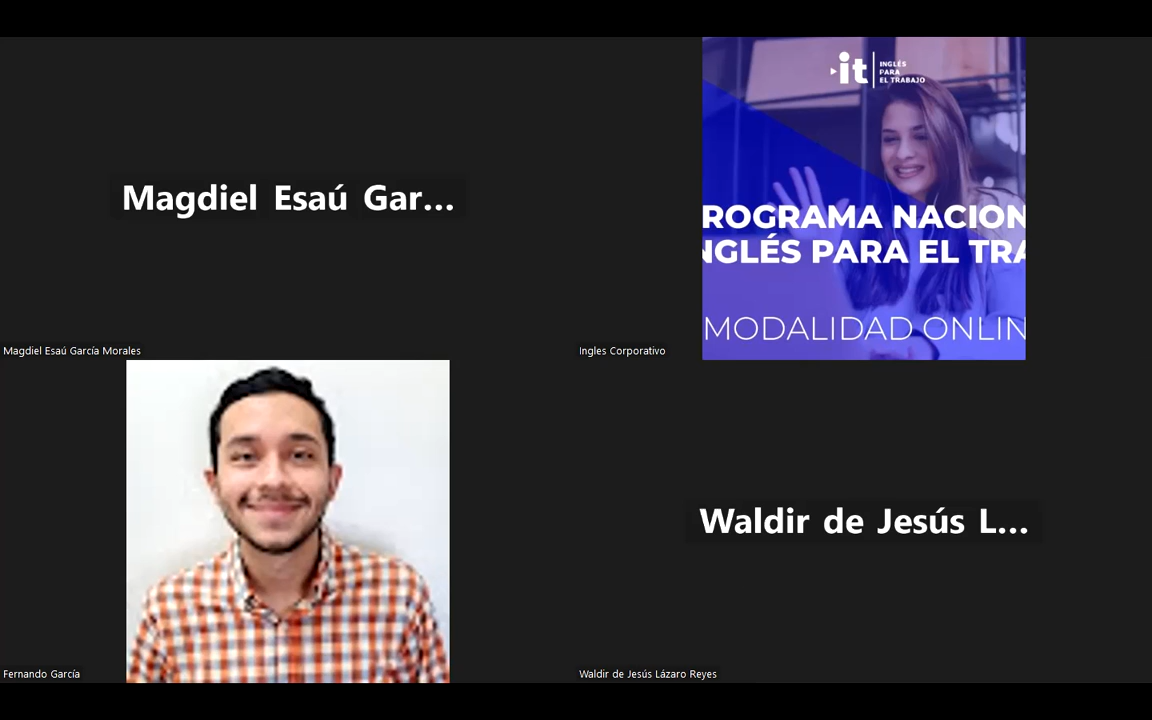 Magdiel Esaú Gar...
Magdiel Esaú García Morales
it
INGLÉS
PARA
EL TRABAJO
ROGRAMA NACION
NGLÉS PARA EL TRA
MODALIDAD ONLIN
Ingles Corporativo
Fernando García
Waldir de Jesús L...
Waldir de Jesús Lázaro Reyes